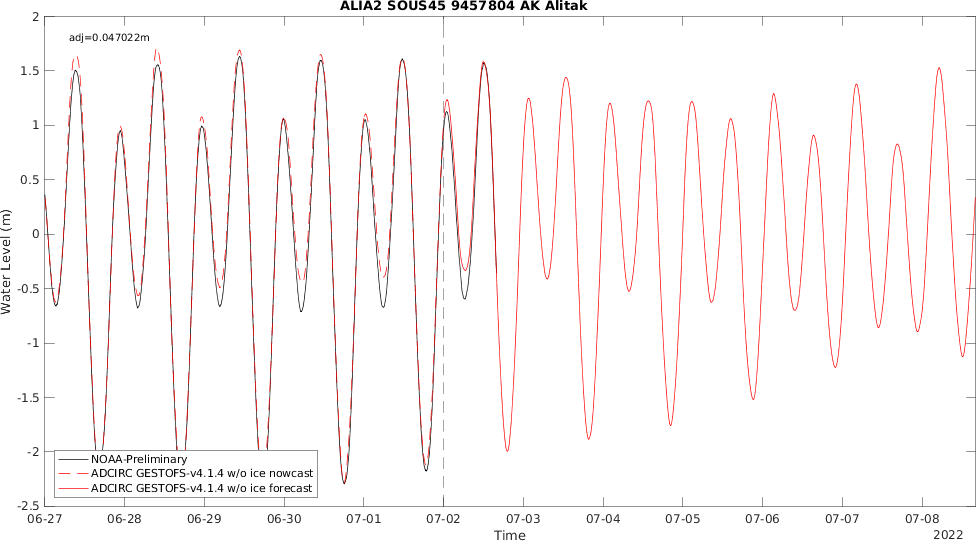 ALIA2 SOUS45 9457804 AK Alitak
adj=0.047022m
2
1.5
1
0.5
0
-0.5
-1
-1.5
-2
-2.5
Water Level (m)
NOAA-Preliminary
ADCIRC GESTOFS-v4.1.4 w/o ice nowcast
ADCIRC GESTOFS-v4.1.4 w/o ice forecast
06-27 06-28 06-29 06-30 07-01 07-02 07-03 07-04 07-05 07-06 07-07 07-08
Time
2022